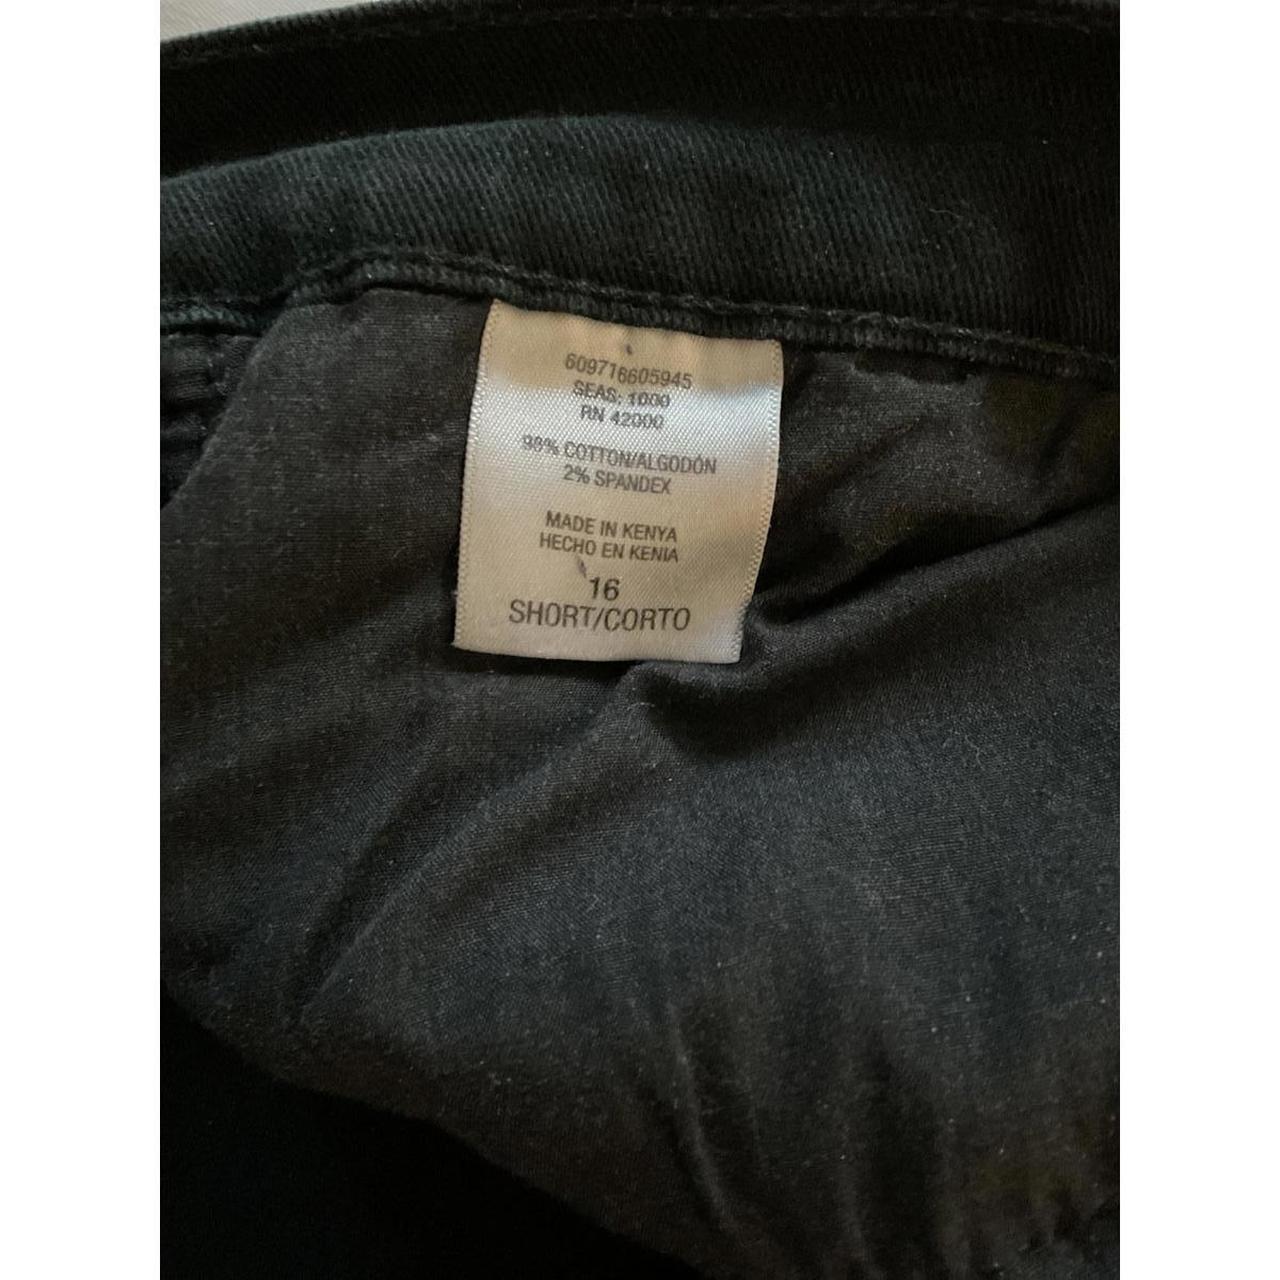 609716605945
SEAS: 1000
RN 42000
98% COTTON/ALGODÓN
2% SPANDEX
MADE IN KENYA
HECHO EN KENIA
16
SHORT/CORTO